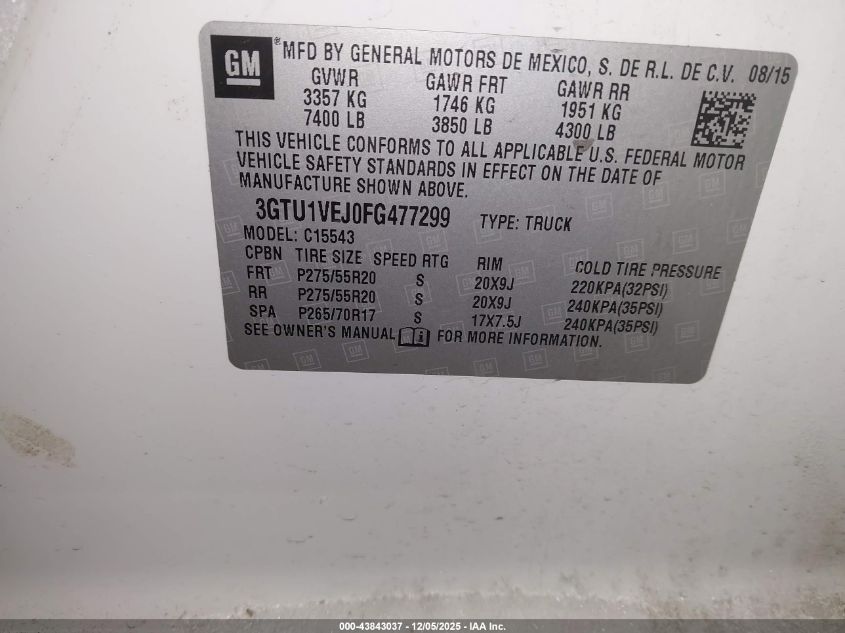 GM
® MFD BY GENERAL MOTORS DE MEXICO, S. DE R.L. DE C.V. 08/15
GVWR GAWR FRT GAWR RR
3357 KG 1746 KG 1951 KG
7400 LB 3850 LB 4300 LB
THIS VEHICLE CONFORMS TO ALL APPLICABLE U.S. FEDERAL MOTOR
VEHICLE SAFETY STANDARDS IN EFFECT ON THE DATE OF
MANUFACTURE SHOWN ABOVE.
3GTU1VEJ0FG477299 TYPE: TRUCK
MODEL: C15543
CPBN TIRE SIZE SPEED RTG RIM COLD TIRE PRESSURE
FRT P275/55R20 S 20X9J 220KPA(32PSI)
RR P275/55R20 S 20X9J 240KPA(35PSI)
SPA P265/70R17 S 17X7.5J 240KPA(35PSI)
SEE OWNER'S MANUAL FOR MORE INFORMATION.
000-43843037 - 12/05/2025 - IAA Inc.